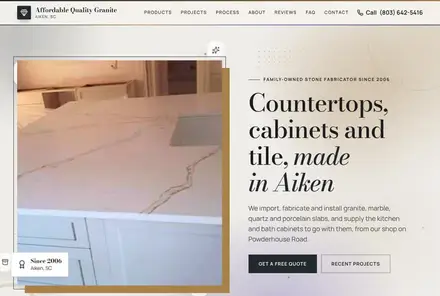 Affordable Quality Granite
AIKEN, SC
PRODUCTS PROJECTS PROCESS ABOUT REVIEWS FAQ CONTACT Call (803) 642-5416
FAMILY-OWNED STONE FABRICATOR SINCE 2006
Countertops,
cabinets and
tile, made
in Aiken
We import, fabricate and install granite, marble,
quartz and porcelain slabs, and supply the kitchen
and bath cabinets to go with them, from our shop on
Powderhouse Road.
GET A FREE QUOTE RECENT PROJECTS
Since 2006
Aiken, SC